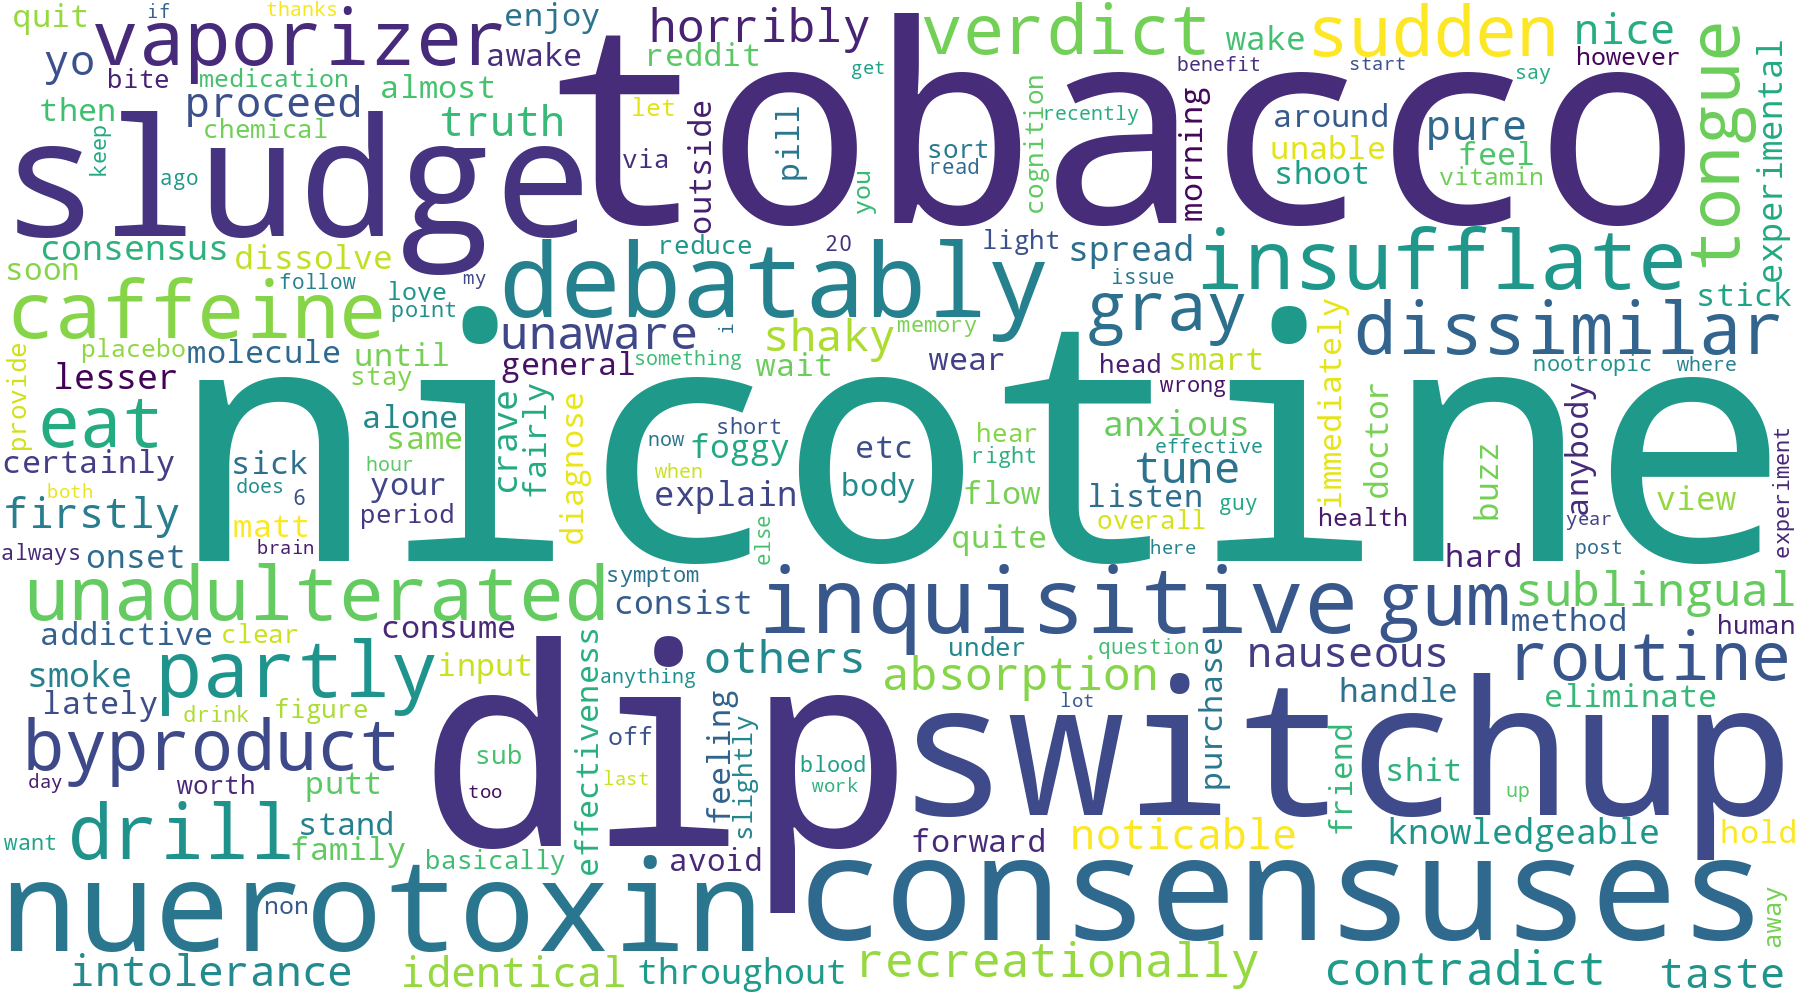 quit
if
thanks
enjoy
horribly
verdict
wake
sudden
nice
yo
vaporizer
awake
reddit
tobacco
get
benefit
start
say
however
tongue
experimental
bite
medication
almost
then
proceed
let
outside
pill
cognition
recently
morning
around
pure
keep
sludge
chemical
truth
via
sort
read
unable
feel
ago
you
shoot
vitamin
consensus
dissolve
debatably
reduce
20
light
spread
insufflate
soon
follow
my
issue
stick
caffeine
love
point
unaware
i
shaky
memory
gray
dissimilar
provide
placebo
molecule
until
general
something
wait
wear
head
smart
immediately
nootropic
where
lesser
stay
nicotine
wrong
eat
alone
same
crave
fairly
diagnose
now
short
foggy
etc
hear
right
anxious
effective
doctor
buzz
anybody
certainly
sick
hour
when
tune
experiment
both
does
6
your
explain
body
flow
listen
guy
view
firstly
matt
period
overall
health
year
always
onset
brain
else
quite
here
hard
post
unadulterated
symptom
consist
inquisitive
gum
sublingual
addictive
clear
consume
effectiveness
under
question
method
human
smoke
partly
input
others
anything
absorption
purchase
nauseous
routine
lately
drink
figure
dip
feeling
slightly
lot
handle
eliminate
byproduct
sub
off
switchup
friend
day
worth
putt
too
last
blood
work
shit
up
want
drill
stand
family
basically
avoid
forward
noticable
knowledgeable
hold
nuerotoxin
non
consensuses
away
intolerance
identical
throughout
recreationally
contradict
taste